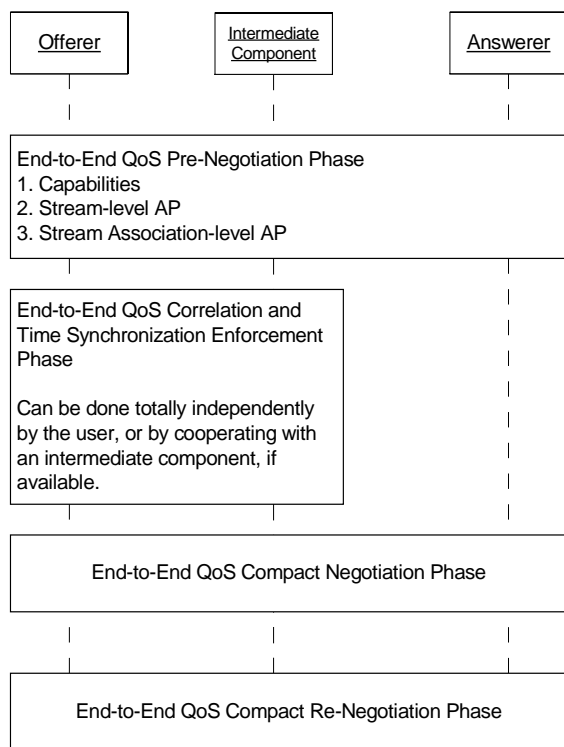 Offerer
Intermediate
Component
Answerer
End-to-End QoS Pre-Negotiation Phase
1. Capabilities
2. Stream-level AP
3. Stream Association-level AP
End-to-End QoS Correlation and
Time Synchronization Enforcement
Phase
Can be done totally independently
by the user, or by cooperating with
an intermediate component, if
available.
End-to-End QoS Compact Negotiation Phase
End-to-End QoS Compact Re-Negotiation Phase